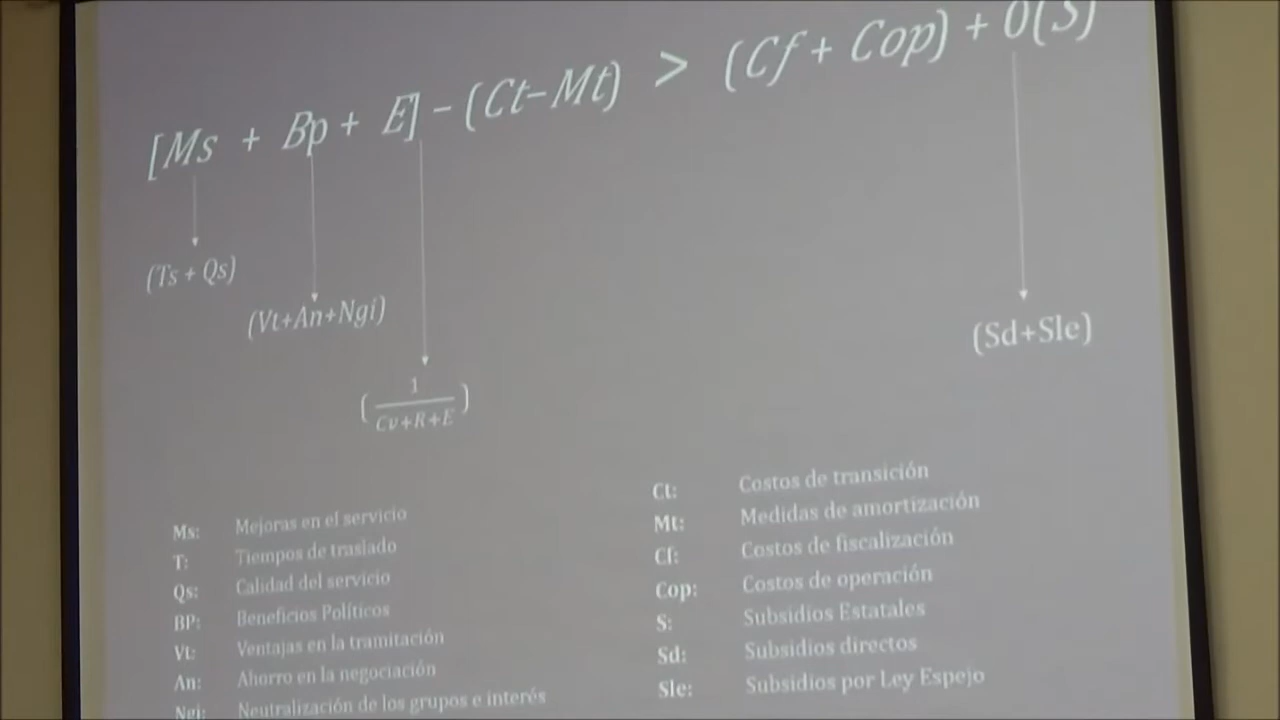 [Ms + Bp + E] – (Ct–Mt) > (Cf + Cop) + 0(S)
(Ts + Qs)
(Vt+An+Ngi)
(1/(Cv+R+E))
(Sd+Sle)
Ms: Mejoras en el servicio
T: Tiempos de traslado
Qs: Calidad del servicio
BP: Beneficios Políticos
Vt: Ventajas en la tramitación
An: Ahorro en la negociación
Ngi: Neutralización de los grupos e interés
Ct: Costos de transición
Mt: Medidas de amortización
Cf: Costos de fiscalización
Cop: Costos de operación
S: Subsidios Estatales
Sd: Subsidios directos
Sle: Subsidios por Ley Espejo